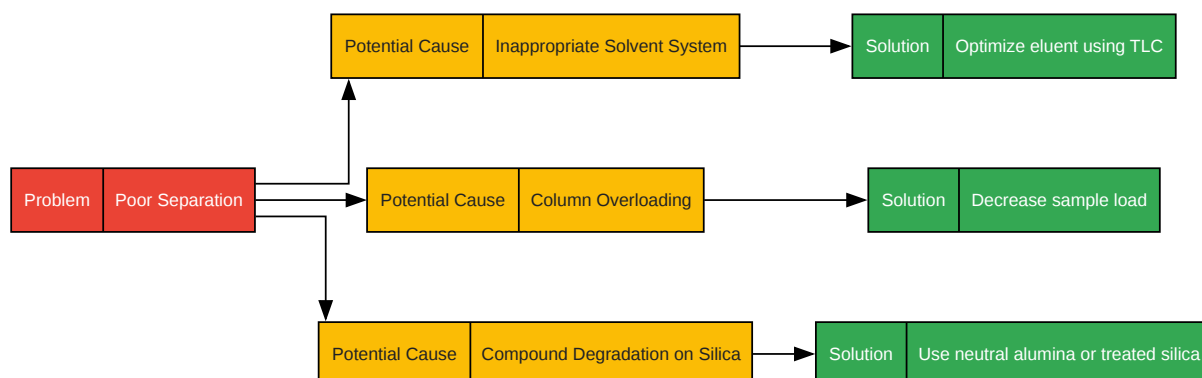 Potential Cause Inappropriate Solvent System Solution Optimize eluent using TLC
Problem Poor Separation Potential Cause Column Overloading Solution Decrease sample load
Potential Cause Compound Degradation on Silica Solution Use neutral alumina or treated silica